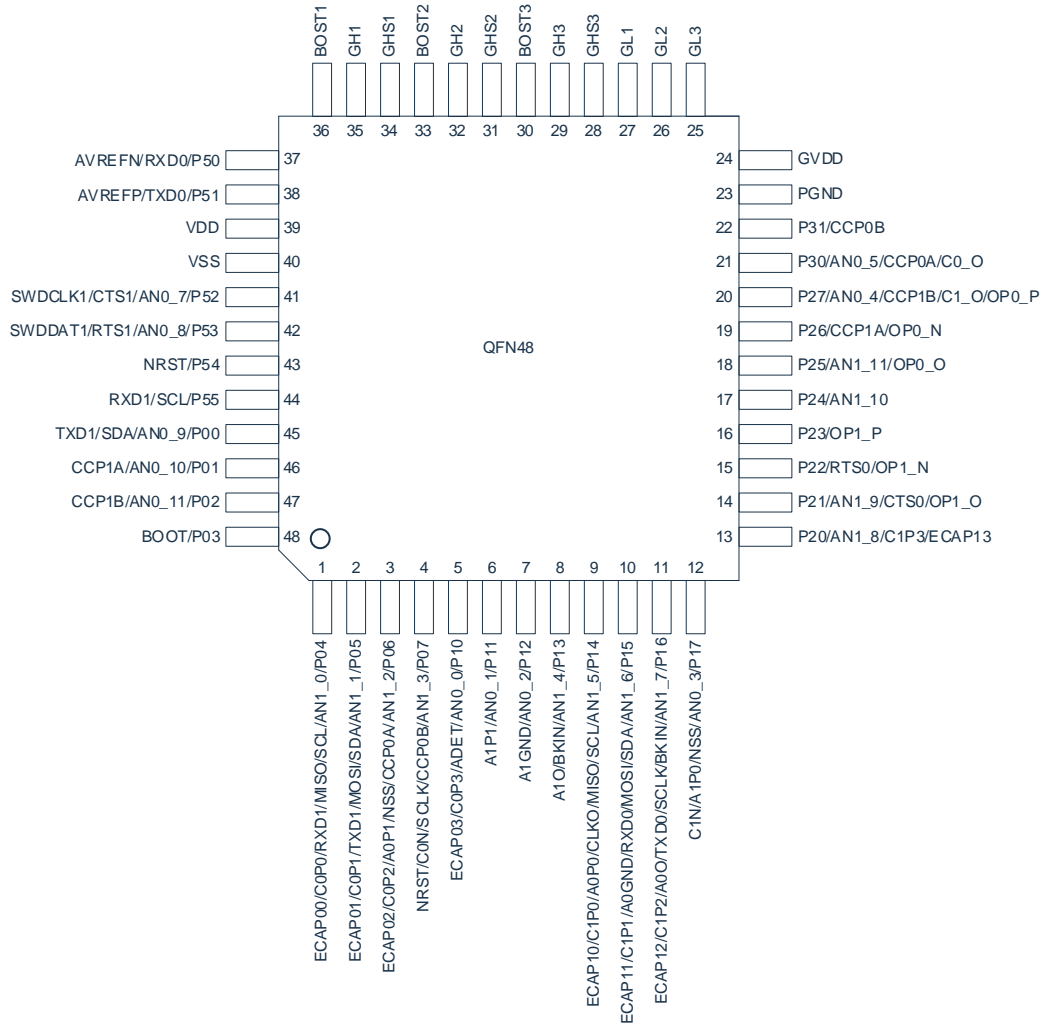 BOST1
GH1
GHS1
BOST2
GH2
GHS2
BOST3
GH3
GHS3
GL1
GL2
GL3
36 35 34 33 32 31 30 29 28 27 26 25
AVREFN/RXD0/P50 37
AVREFP/TXD0/P51 38
VDD 39
VSS 40
SWDCLK1/CTS1/AN0_7/P52 41
SWDDAT1/RTS1/AN0_8/P53 42
NRST/P54 43
RXD1/SCL/P55 44
TXD1/SDA/AN0_9/P00 45
CCP1A/AN0_10/P01 46
CCP1B/AN0_11/P02 47
BOOT/P03 48
QFN48
24 GVDD
23 PGND
22 P31/CCP0B
21 P30/AN0_5/CCP0A/C0_O
20 P27/AN0_4/CCP1B/C1_O/OP0_P
19 P26/CCP1A/OP0_N
18 P25/AN1_11/OP0_O
17 P24/AN1_10
16 P23/OP1_P
15 P22/RTS0/OP1_N
14 P21/AN1_9/CTS0/OP1_O
13 P20/AN1_8/C1P3/ECAP13
1 2 3 4 5 6 7 8 9 10 11 12
ECAP00/C0P0/RXD1/MISO/SCL/AN1_0/P04
ECAP01/C0P1/TXD1/MOSI/SDA/AN1_1/P05
ECAP02/C0P2/A0P1/NSS/CCP0A/AN1_2/P06
NRST/C0N/SCLK/CCP0B/AN1_3/P07
ECAP03/C0P3/ADET/AN0_0/P10
A1P1/AN0_1/P11
A1GND/AN0_2/P12
A1O/BKIN/AN1_4/P13
ECAP10/C1P0/A0P0/CLKO/MISO/SCL/AN1_5/P14
ECAP11/C1P1/A0GND/RXD0/MOSI/SDA/AN1_6/P15
ECAP12/C1P2/A0O/TXD0/SCLK/BKIN/AN1_7/P16
C1N/A1P0/NSS/AN0_3/P17